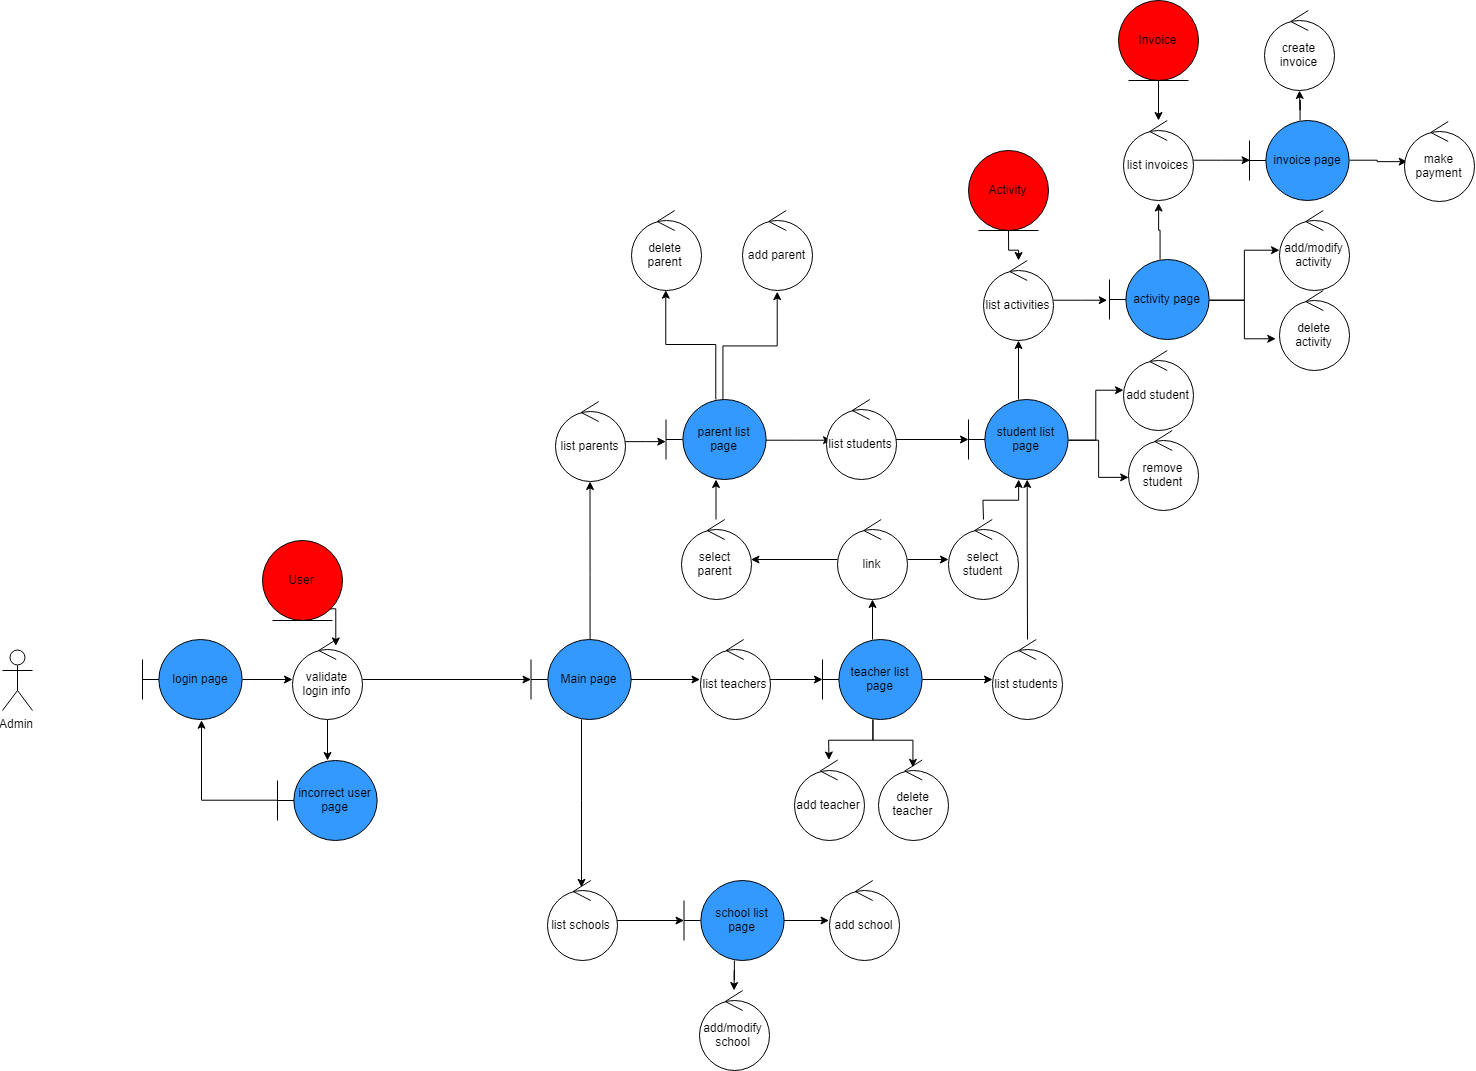 Invoice
create
invoice
list invoices
invoice page
make
payment
Activity
delete
parent
add parent
add/modify
activity
list activities
activity page
delete
activity
add student
parent list
page
list parents
list students
student list
page
remove
student
select
parent
link
select
student
User
login page
validate
login info
Main page
list teachers
teacher list
page
list students
Admin
incorrect user
page
add teacher
delete
teacher
list schools
school list
page
add school
add/modify
school